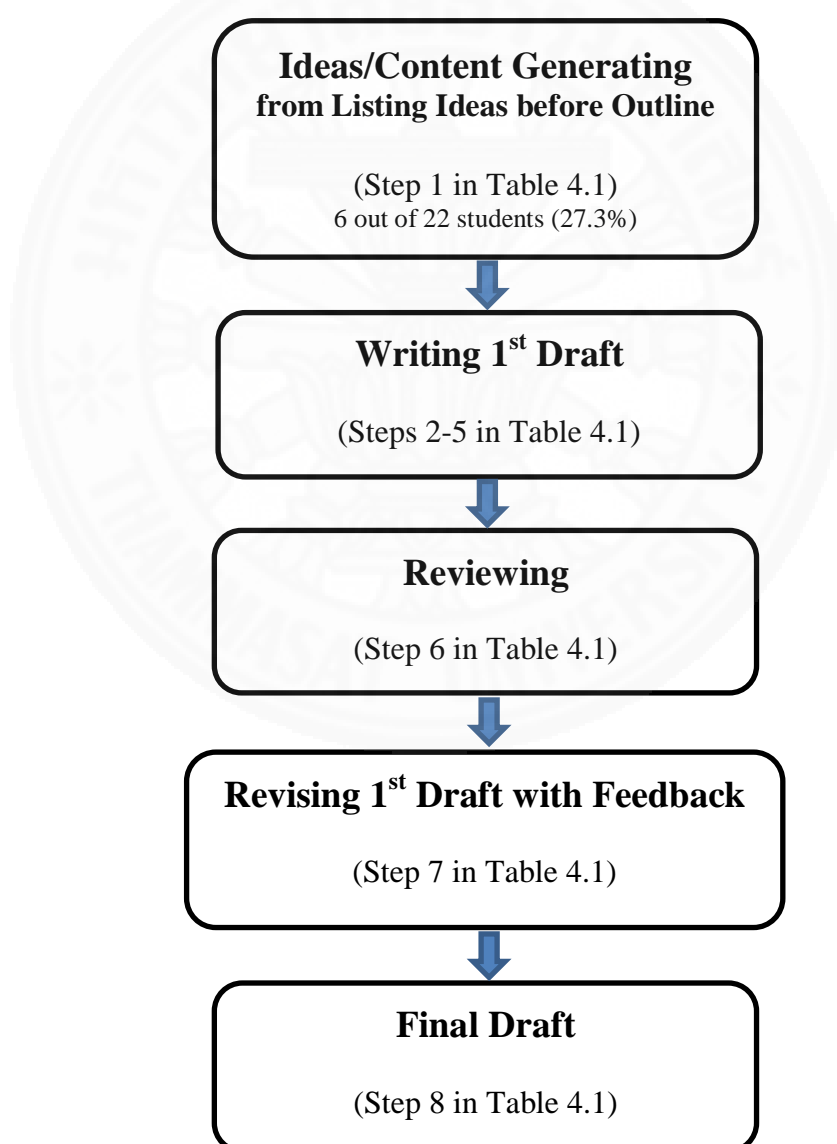 Ideas/Content Generating
from Listing Ideas before Outline
(Step 1 in Table 4.1)
6 out of 22 students (27.3%)
Writing 1st Draft
(Steps 2-5 in Table 4.1)
Reviewing
(Step 6 in Table 4.1)
Revising 1st Draft with Feedback
(Step 7 in Table 4.1)
Final Draft
(Step 8 in Table 4.1)